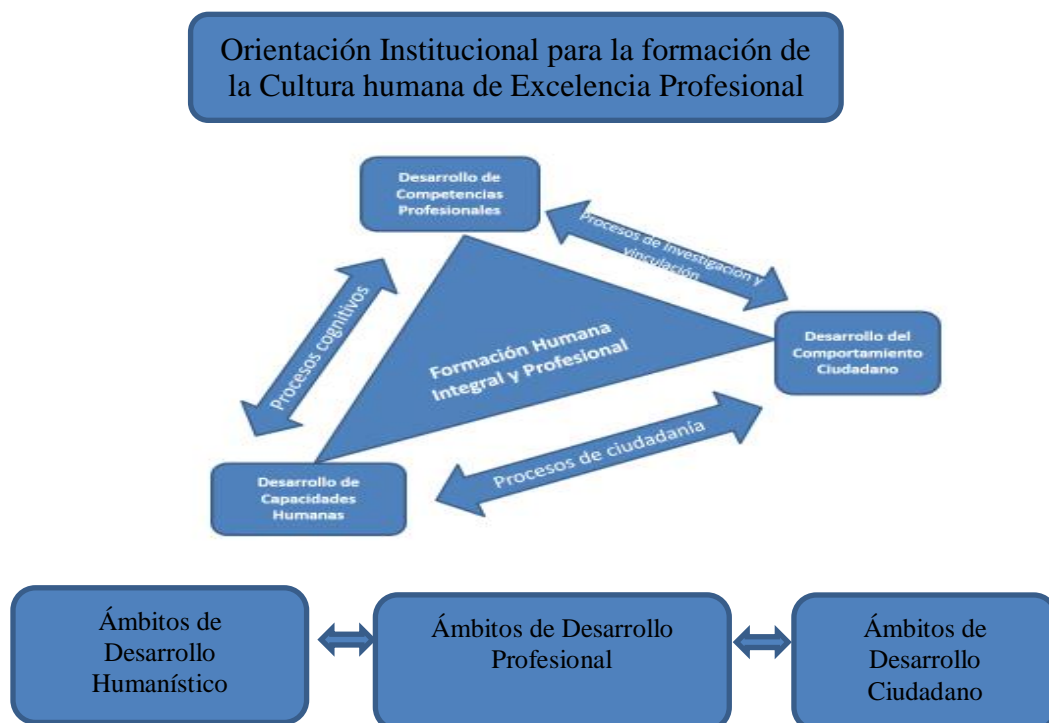 Orientación Institucional para la formación de
la Cultura humana de Excelencia Profesional
Desarrollo de
Competencias
Profesionales
Procesos de Investigación y
vinculación
Procesos cognitivos
Formación Humana
Integral y Profesional
Desarrollo del
Comportamiento
Ciudadano
Procesos de ciudadanía
Desarrollo de
Capacidades
Humanas
Ámbitos de
Desarrollo
Humanístico
Ámbitos de Desarrollo
Profesional
Ámbitos de
Desarrollo
Ciudadano